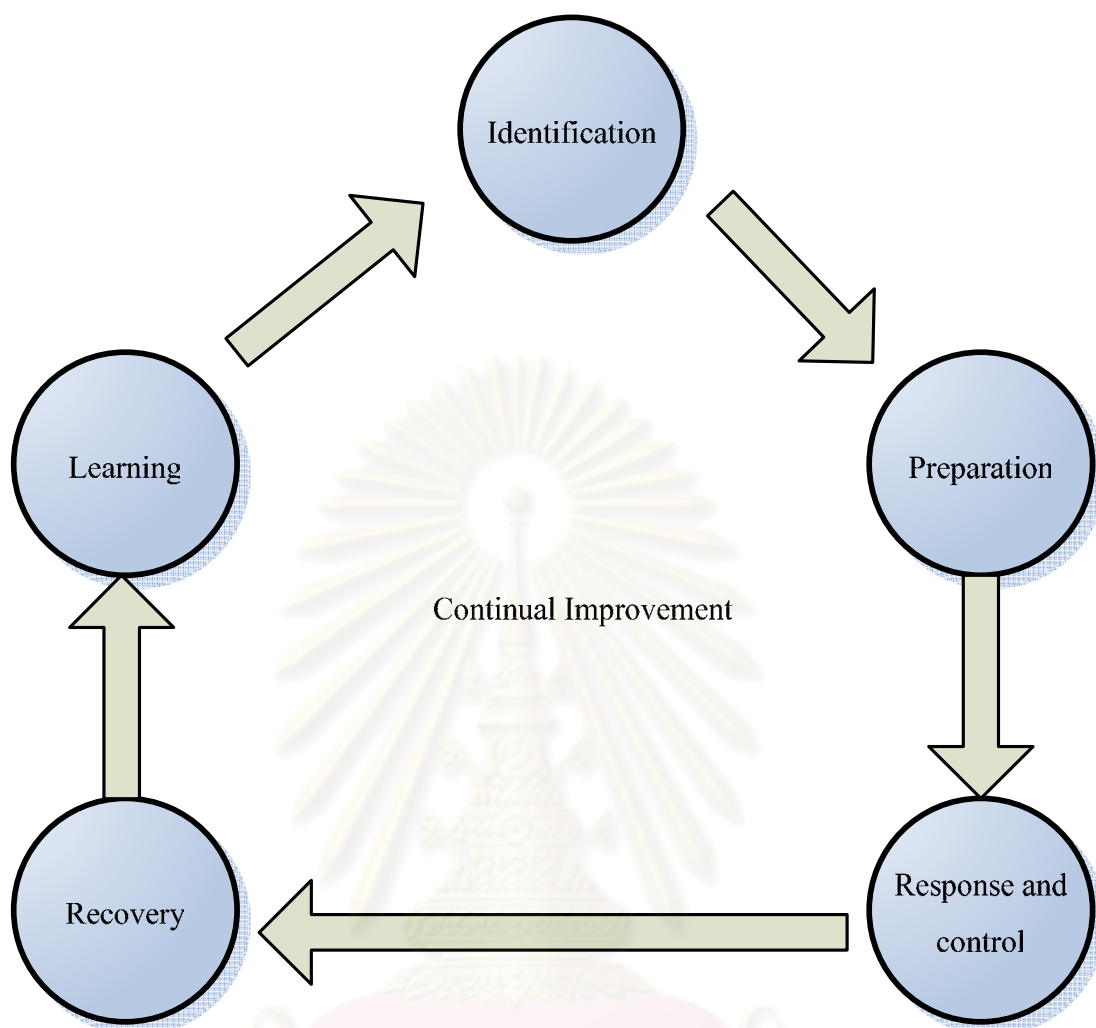 Identification
Learning
Preparation
Continual Improvement
Recovery
Response and
control